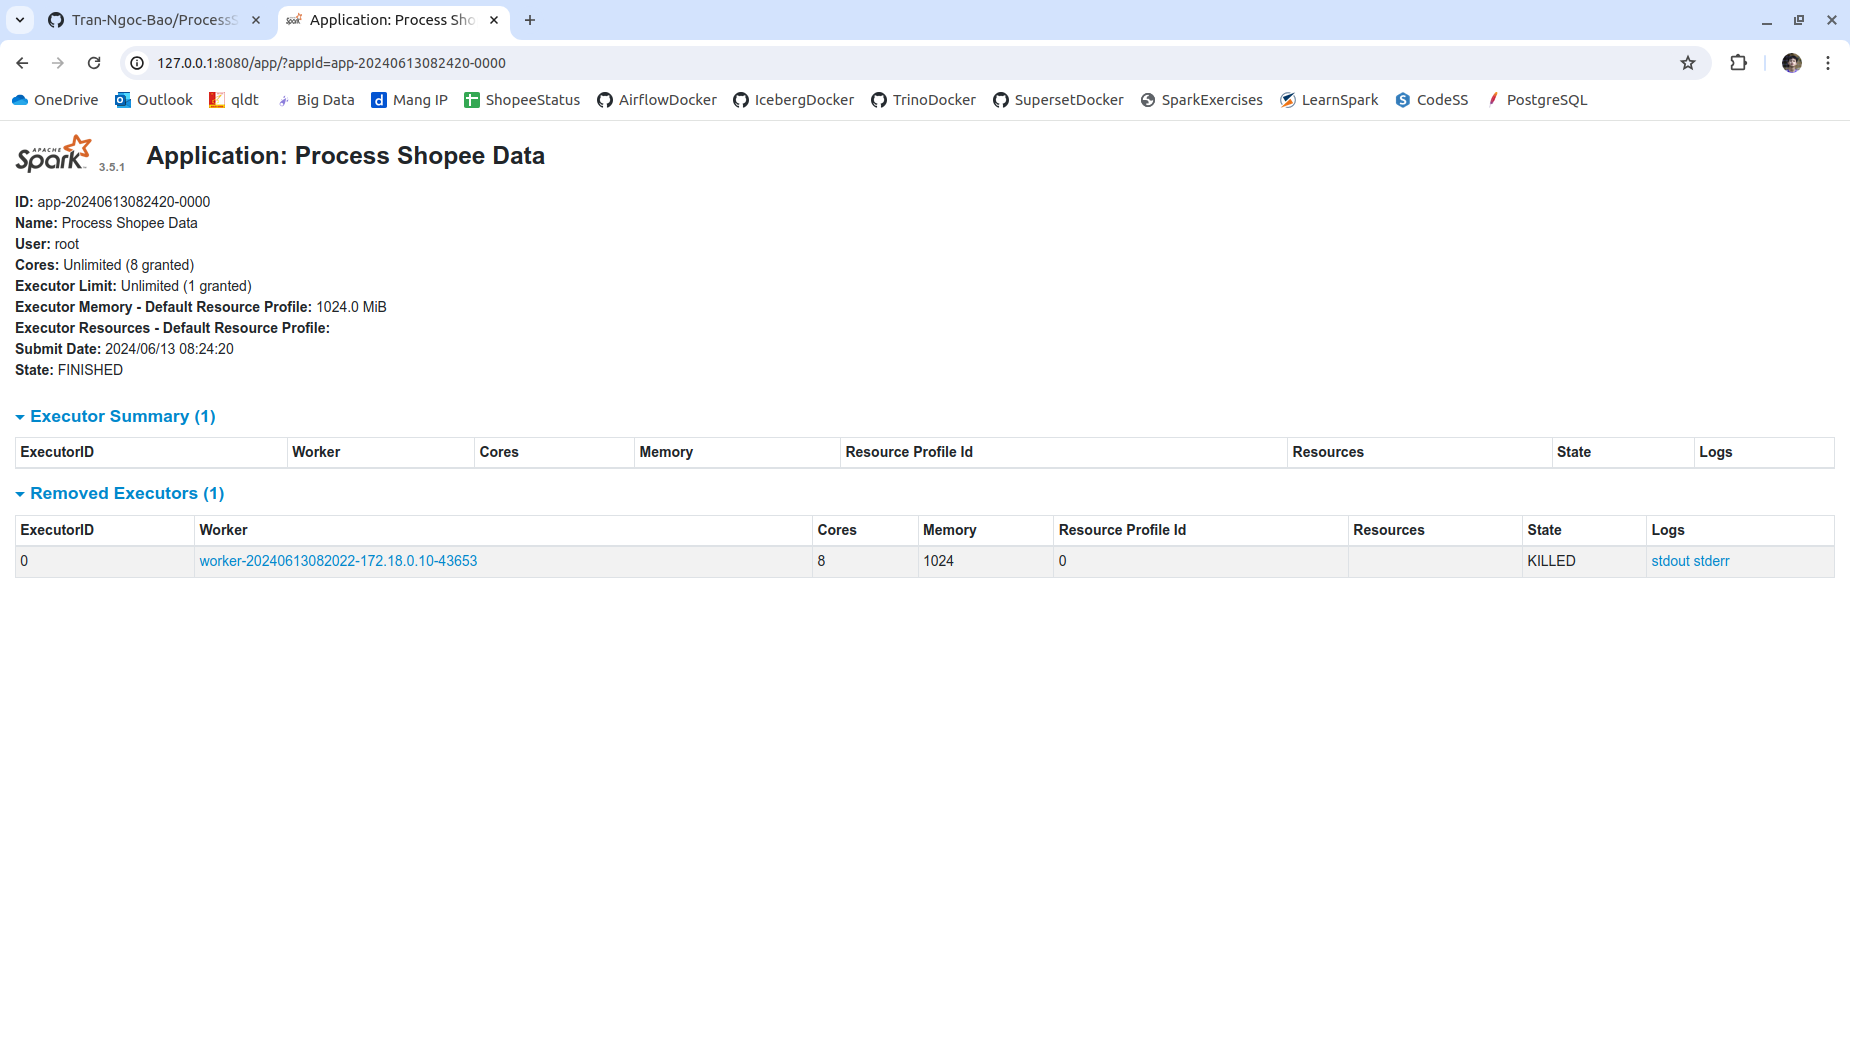 Tran-Ngoc-Bao/ProcessS
Application: Process Sho
127.0.0.1:8080/app/?appId=app-20240613082420-0000
OneDrive Outlook qldt Big Data Mang IP ShopeeStatus AirflowDocker IcebergDocker TrinoDocker SupersetDocker SparkExercises LearnSpark CodeSS PostgreSQL
APACHE Spark 3.5.1 Application: Process Shopee Data
ID: app-20240613082420-0000
Name: Process Shopee Data
User: root
Cores: Unlimited (8 granted)
Executor Limit: Unlimited (1 granted)
Executor Memory - Default Resource Profile: 1024.0 MiB
Executor Resources - Default Resource Profile:
Submit Date: 2024/06/13 08:24:20
State: FINISHED
Executor Summary (1)
ExecutorID Worker Cores Memory Resource Profile Id Resources State Logs
Removed Executors (1)
ExecutorID Worker Cores Memory Resource Profile Id Resources State Logs
0 worker-20240613082022-172.18.0.10-43653 8 1024 0 KILLED stdout stderr